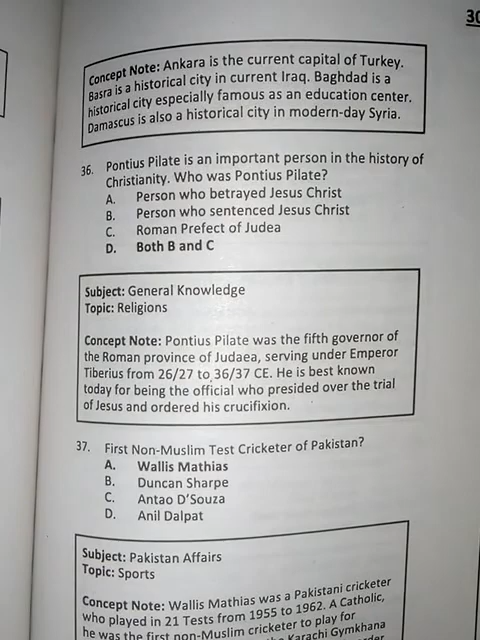 30
Concept Note: Ankara is the current capital of Turkey.
Basra is a historical city in current Iraq. Baghdad is a
historical city especially famous as an education center.
Damascus is also a historical city in modern-day Syria.
36. Pontius Pilate is an important person in the history of
Christianity. Who was Pontius Pilate?
A. Person who betrayed Jesus Christ
B. Person who sentenced Jesus Christ
C. Roman Prefect of Judea
D. Both B and C
Subject: General Knowledge
Topic: Religions
Concept Note: Pontius Pilate was the fifth governor of
the Roman province of Judaea, serving under Emperor
Tiberius from 26/27 to 36/37 CE. He is best known
today for being the official who presided over the trial
of Jesus and ordered his crucifixion.
37. First Non-Muslim Test Cricketer of Pakistan?
A. Wallis Mathias
B. Duncan Sharpe
C. Antao D'Souza
D. Anil Dalpat
Subject: Pakistan Affairs
Topic: Sports
Concept Note: Wallis Mathias was a Pakistani cricketer
who played in 21 Tests from 1955 to 1962. A Catholic,
he was the first non-Muslim cricketer to play for
Karachi Gymkhana